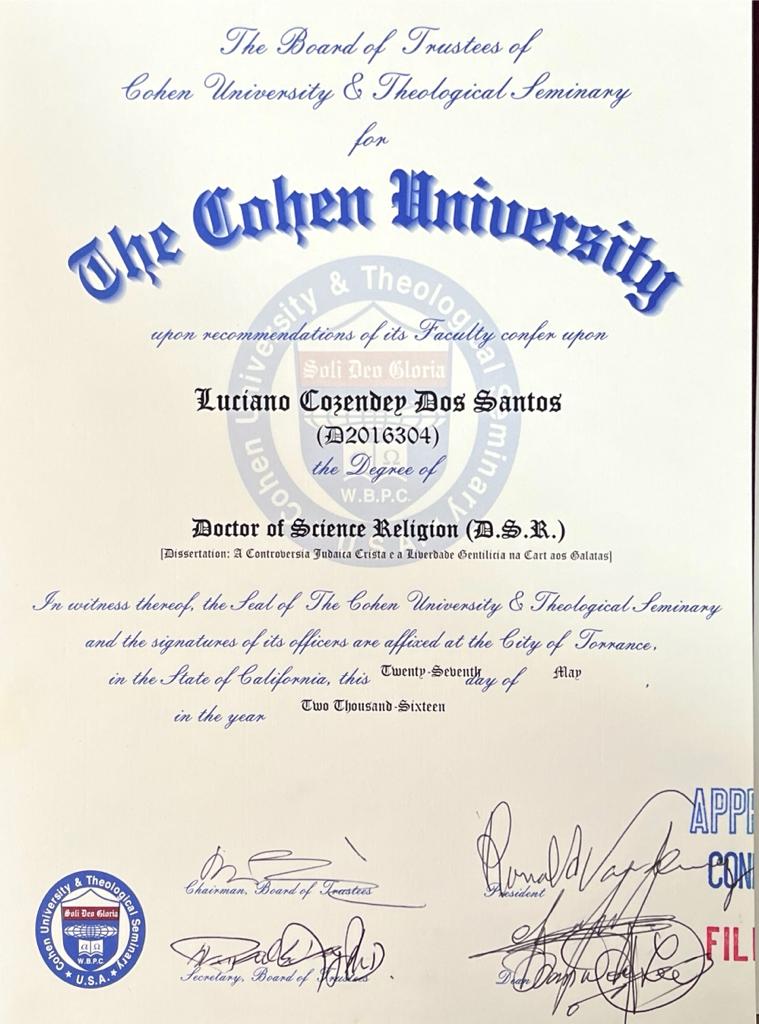 The Board of Trustees of
Cohen University & Theological Seminary
for
The Cohen University
upon recommendations of its Faculty confer upon
Luciano Cozendey Dos Santos
(D2016304)
the Degree of
Doctor of Science Religion (D.S.R.)
[Dissertation: A Controversia Judaica Crista e a Liberdade Gentilicia na Cart aos Galatas]
Cohen University & Theological Seminary
Soli Deo Gloria
Ω
W.B.P.C.
U.S.A.
In witness thereof, the Seal of The Cohen University & Theological Seminary
and the signatures of its officers are affixed at the City of Torrance,
in the State of California, this Twenty-Seventh day of May ,
in the year Two Thousand-Sixteen
Chairman, Board of Trustees
President
Secretary, Board of Trustees
Dean
Cohen University & Theological Seminary
Soli Deo Gloria
α Ω
W.B.P.C.
★ U.S.A. ★
APP
CON
FIL